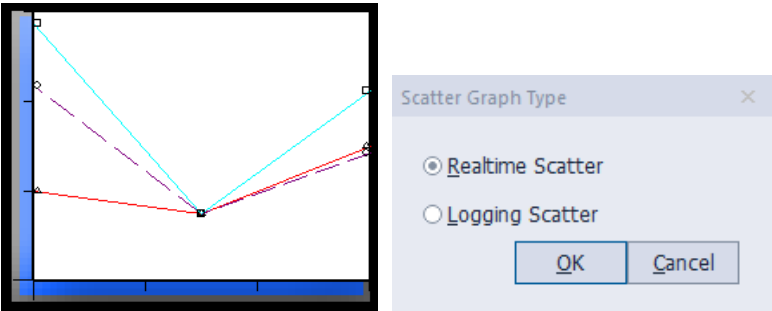 Scatter Graph Type
Realtime Scatter
Logging Scatter
OK
Cancel